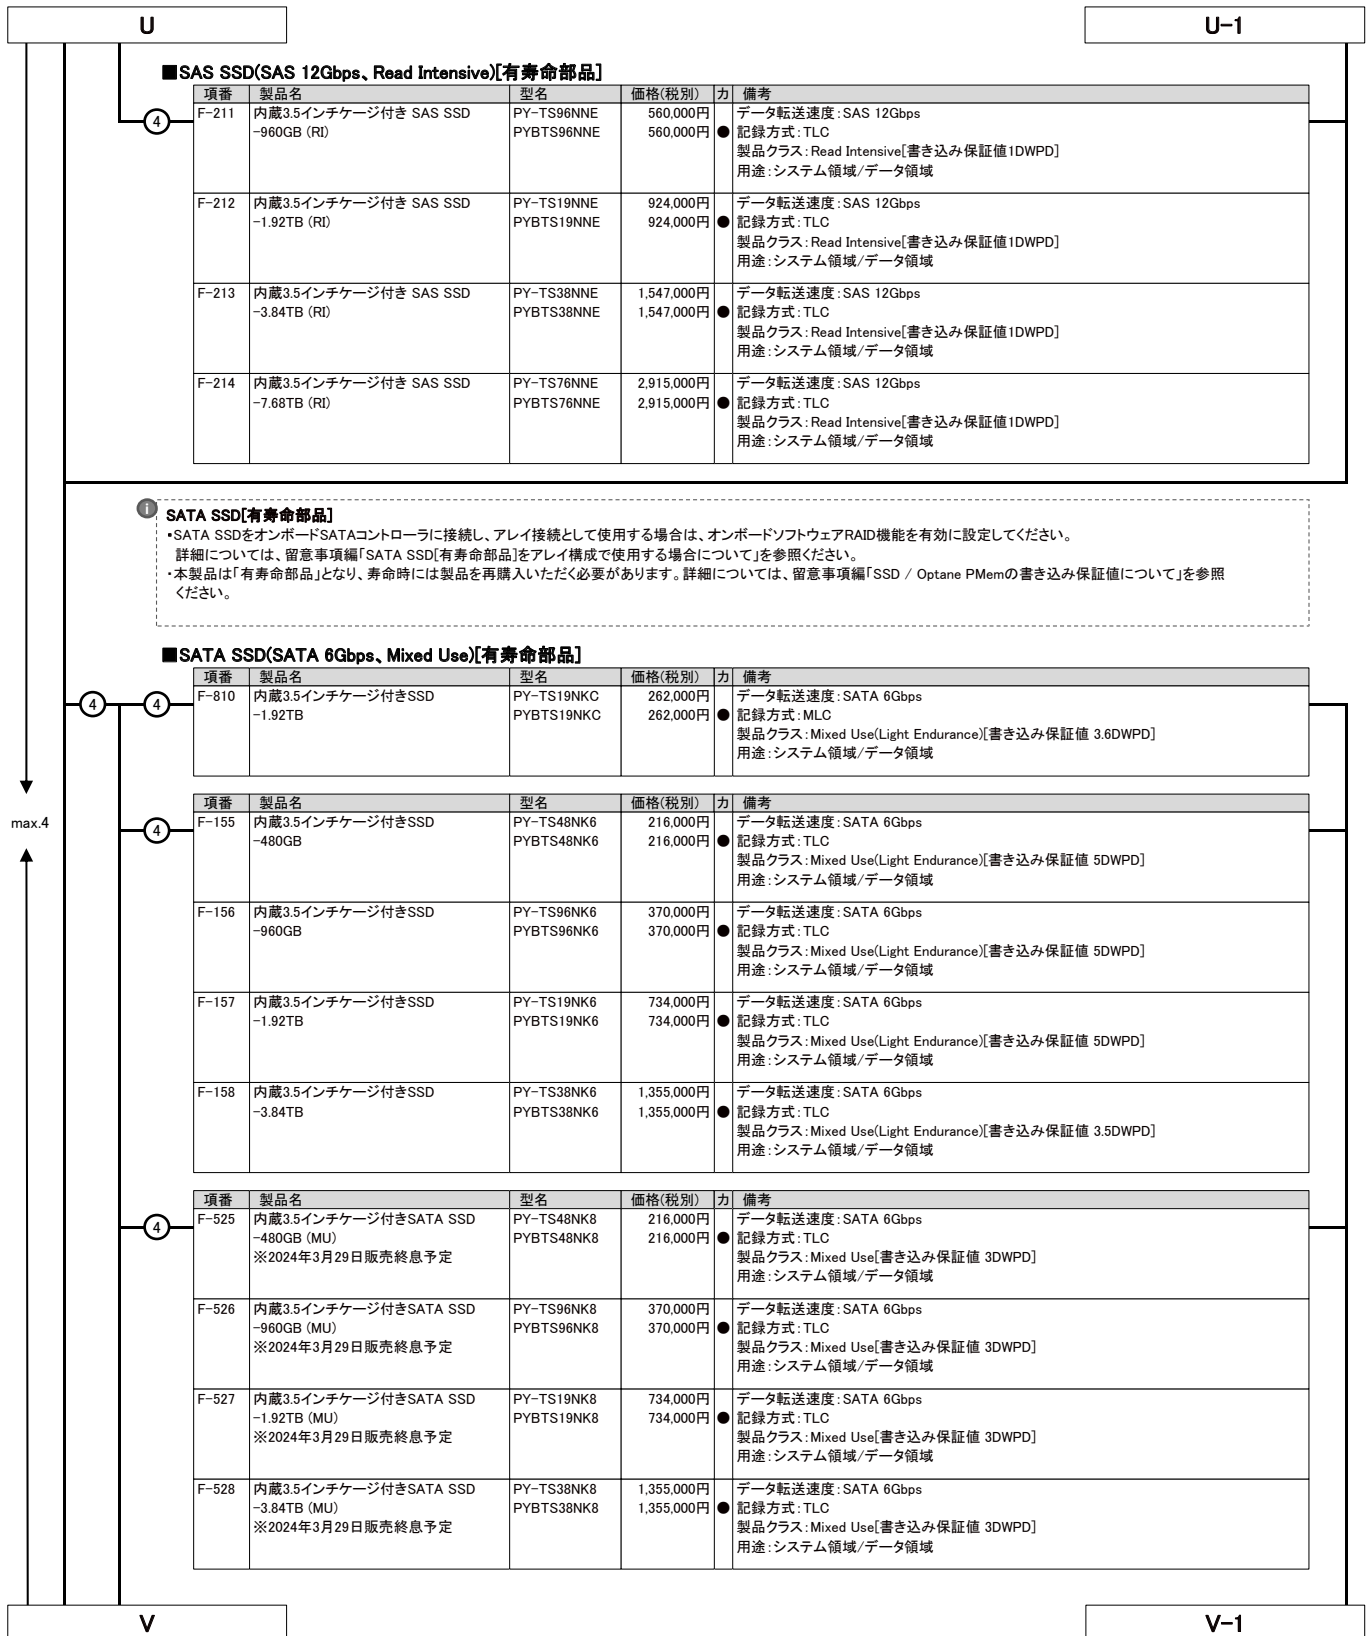 U
U-1
■SAS SSD(SAS 12Gbps、Read Intensive)[有寿命部品]
項番 製品名 型名 価格(税別) カ 備考
④
F-211 内蔵3.5インチケージ付き SAS SSD PY-TS96NNE 560,000円 データ転送速度:SAS 12Gbps
-960GB (RI) PYBTS96NNE 560,000円 ● 記録方式:TLC
製品クラス:Read Intensive[書き込み保証値1DWPD]
用途:システム領域/データ領域
F-212 内蔵3.5インチケージ付き SAS SSD PY-TS19NNE 924,000円 データ転送速度:SAS 12Gbps
-1.92TB (RI) PYBTS19NNE 924,000円 ● 記録方式:TLC
製品クラス:Read Intensive[書き込み保証値1DWPD]
用途:システム領域/データ領域
F-213 内蔵3.5インチケージ付き SAS SSD PY-TS38NNE 1,547,000円 データ転送速度:SAS 12Gbps
-3.84TB (RI) PYBTS38NNE 1,547,000円 ● 記録方式:TLC
製品クラス:Read Intensive[書き込み保証値1DWPD]
用途:システム領域/データ領域
F-214 内蔵3.5インチケージ付き SAS SSD PY-TS76NNE 2,915,000円 データ転送速度:SAS 12Gbps
-7.68TB (RI) PYBTS76NNE 2,915,000円 ● 記録方式:TLC
製品クラス:Read Intensive[書き込み保証値1DWPD]
用途:システム領域/データ領域
i
SATA SSD[有寿命部品]
・SATA SSDをオンボードSATAコントローラに接続し、アレイ接続として使用する場合は、オンボードソフトウェアRAID機能を有効に設定してください。
詳細については、留意事項編「SATA SSD[有寿命部品]をアレイ構成で使用する場合について」を参照ください。
・本製品は「有寿命部品」となり、寿命時には製品を再購入いただく必要があります。詳細については、留意事項編「SSD / Optane PMemの書き込み保証値について」を参照
ください。
■SATA SSD(SATA 6Gbps、Mixed Use)[有寿命部品]
項番 製品名 型名 価格(税別) カ 備考
④ ④
F-810 内蔵3.5インチケージ付きSSD PY-TS19NKC 262,000円 データ転送速度:SATA 6Gbps
-1.92TB PYBTS19NKC 262,000円 ● 記録方式:MLC
製品クラス:Mixed Use(Light Endurance)[書き込み保証値 3.6DWPD]
用途:システム領域/データ領域
max.4
項番 製品名 型名 価格(税別) カ 備考
④
F-155 内蔵3.5インチケージ付きSSD PY-TS48NK6 216,000円 データ転送速度:SATA 6Gbps
-480GB PYBTS48NK6 216,000円 ● 記録方式:TLC
製品クラス:Mixed Use(Light Endurance)[書き込み保証値 5DWPD]
用途:システム領域/データ領域
F-156 内蔵3.5インチケージ付きSSD PY-TS96NK6 370,000円 データ転送速度:SATA 6Gbps
-960GB PYBTS96NK6 370,000円 ● 記録方式:TLC
製品クラス:Mixed Use(Light Endurance)[書き込み保証値 5DWPD]
用途:システム領域/データ領域
F-157 内蔵3.5インチケージ付きSSD PY-TS19NK6 734,000円 データ転送速度:SATA 6Gbps
-1.92TB PYBTS19NK6 734,000円 ● 記録方式:TLC
製品クラス:Mixed Use(Light Endurance)[書き込み保証値 5DWPD]
用途:システム領域/データ領域
F-158 内蔵3.5インチケージ付きSSD PY-TS38NK6 1,355,000円 データ転送速度:SATA 6Gbps
-3.84TB PYBTS38NK6 1,355,000円 ● 記録方式:TLC
製品クラス:Mixed Use(Light Endurance)[書き込み保証値 3.5DWPD]
用途:システム領域/データ領域
項番 製品名 型名 価格(税別) カ 備考
④
F-525 内蔵3.5インチケージ付きSATA SSD PY-TS48NK8 216,000円 データ転送速度:SATA 6Gbps
-480GB (MU) PYBTS48NK8 216,000円 ● 記録方式:TLC
※2024年3月29日販売終息予定 製品クラス:Mixed Use[書き込み保証値 3DWPD]
用途:システム領域/データ領域
F-526 内蔵3.5インチケージ付きSATA SSD PY-TS96NK8 370,000円 データ転送速度:SATA 6Gbps
-960GB (MU) PYBTS96NK8 370,000円 ● 記録方式:TLC
※2024年3月29日販売終息予定 製品クラス:Mixed Use[書き込み保証値 3DWPD]
用途:システム領域/データ領域
F-527 内蔵3.5インチケージ付きSATA SSD PY-TS19NK8 734,000円 データ転送速度:SATA 6Gbps
-1.92TB (MU) PYBTS19NK8 734,000円 ● 記録方式:TLC
※2024年3月29日販売終息予定 製品クラス:Mixed Use[書き込み保証値 3DWPD]
用途:システム領域/データ領域
F-528 内蔵3.5インチケージ付きSATA SSD PY-TS38NK8 1,355,000円 データ転送速度:SATA 6Gbps
-3.84TB (MU) PYBTS38NK8 1,355,000円 ● 記録方式:TLC
※2024年3月29日販売終息予定 製品クラス:Mixed Use[書き込み保証値 3DWPD]
用途:システム領域/データ領域
V
V-1